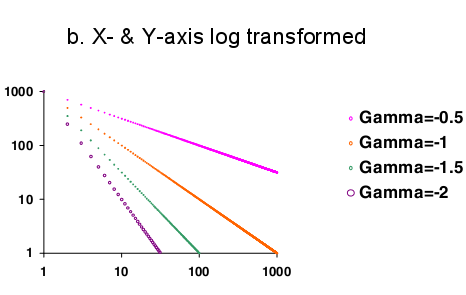 b. X- & Y-axis log transformed
1000
100
10
1
1 10 100 1000
Gamma=-0.5
Gamma=-1
Gamma=-1.5
Gamma=-2